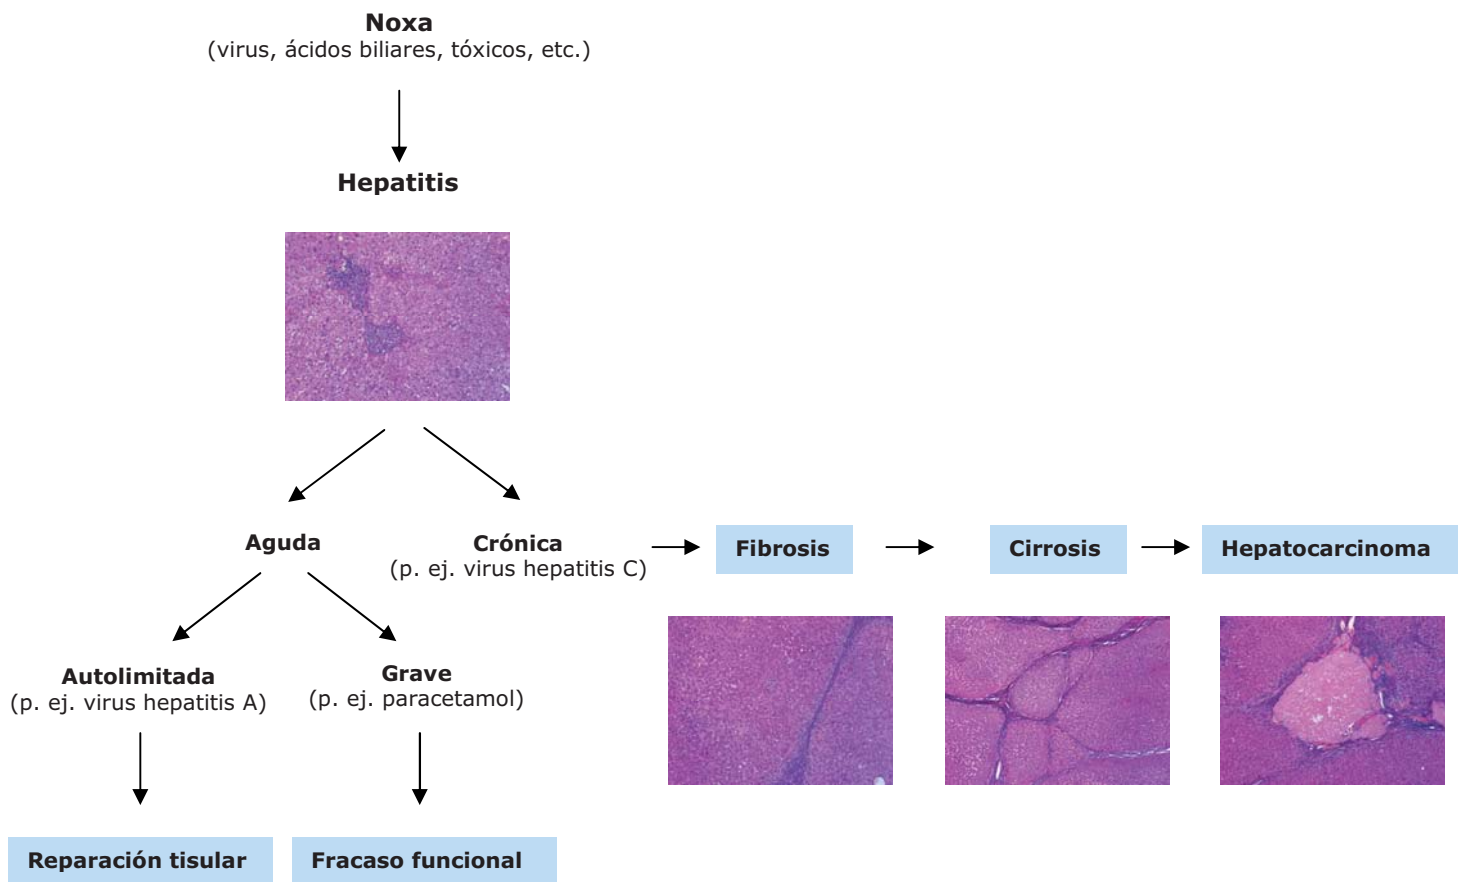 Noxa
(virus, ácidos biliares, tóxicos, etc.)
Hepatitis
Aguda
Crónica
(p. ej. virus hepatitis C)
Fibrosis
Cirrosis
Hepatocarcinoma
Autolimitada
(p. ej. virus hepatitis A)
Grave
(p. ej. paracetamol)
Reparación tisular
Fracaso funcional